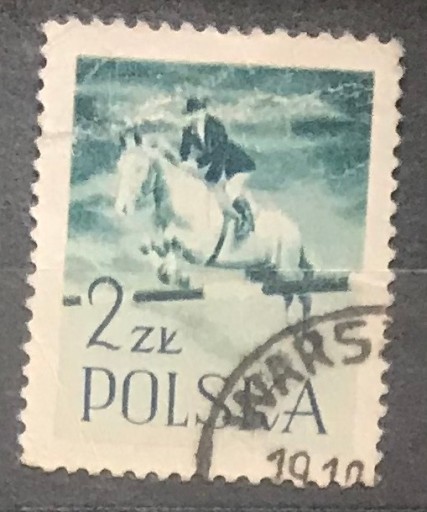 2 ZŁ
POLSKA
WARS
19.10